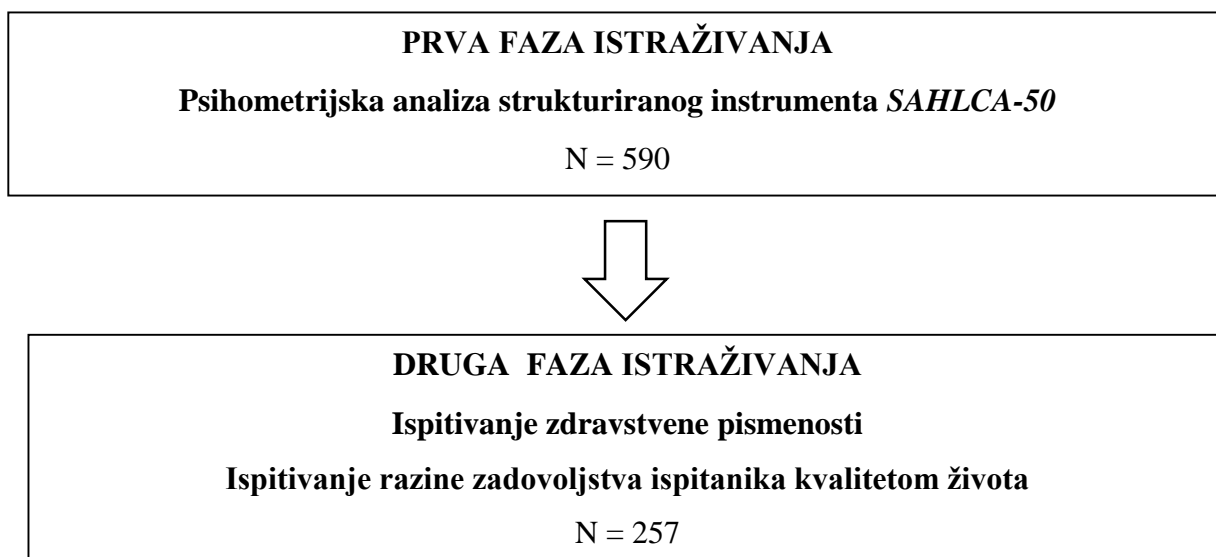 PRVA FAZA ISTRAŽIVANJA
Psihometrijska analiza strukturiranog instrumenta SAHLCA-50
N = 590
DRUGA  FAZA ISTRAŽIVANJA
Ispitivanje zdravstvene pismenosti
Ispitivanje razine zadovoljstva ispitanika kvalitetom života
N = 257